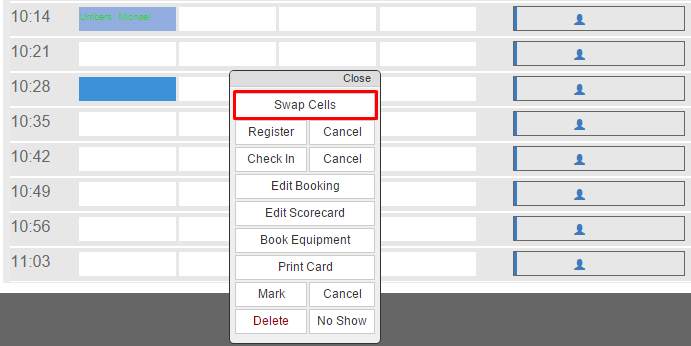 10:14 Umbers, Michael
10:21
10:28
Close
Swap Cells
10:35 Register Cancel
10:42 Check In Cancel
10:49 Edit Booking
Edit Scorecard
10:56 Book Equipment
11:03 Print Card
Mark Cancel
Delete No Show